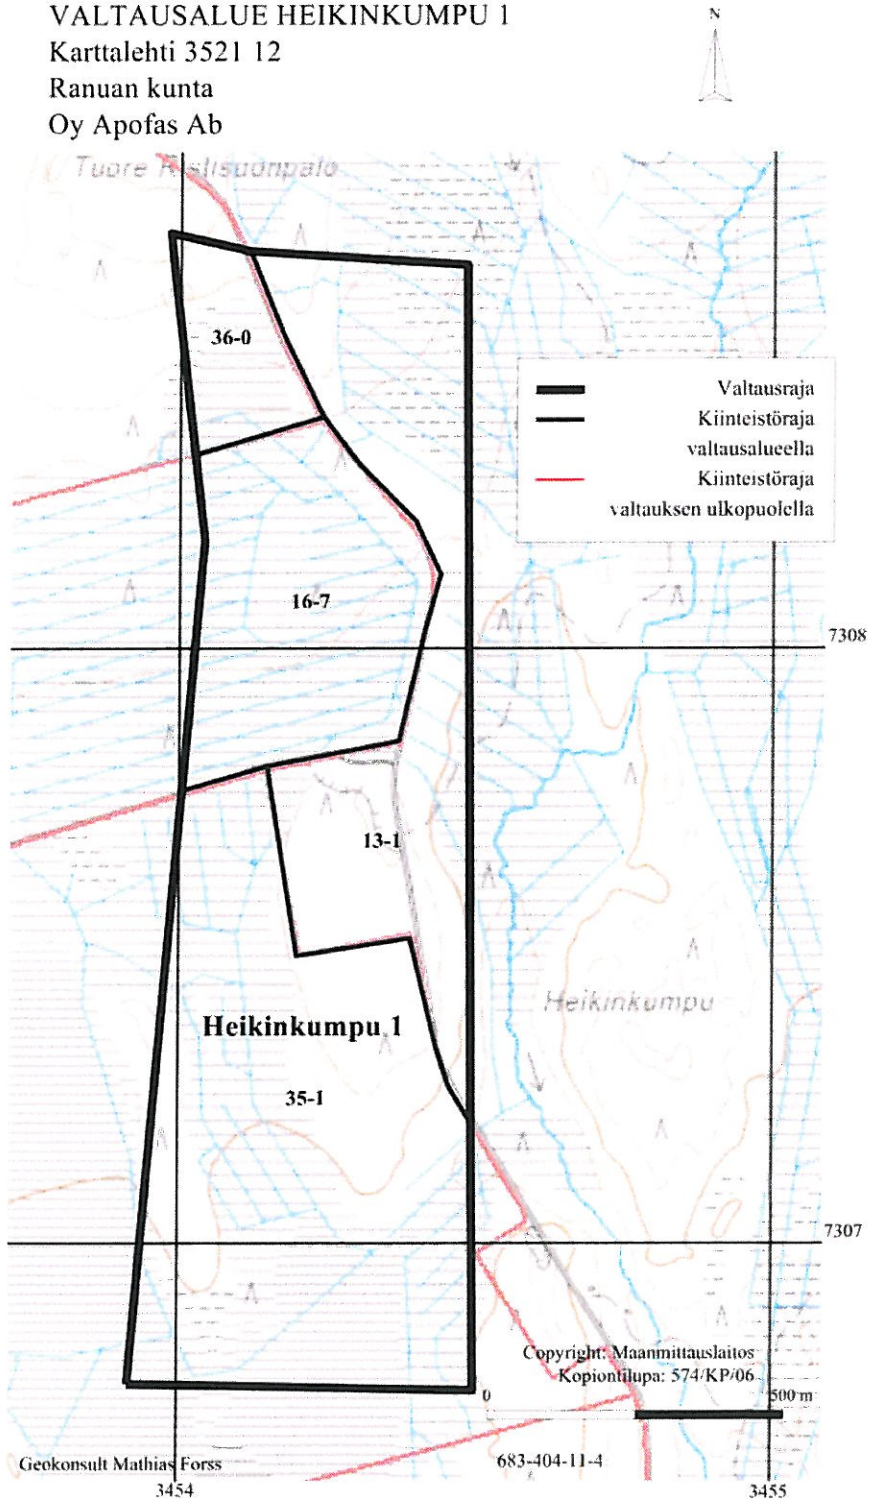 VALTAUSALUE HEIKINKUMPU 1
Karttalehti 3521 12
Ranuan kunta
Oy Apofas Ab
N
Tuore Ristisuonpalo
36-0
Valtausraja
Kiinteistöraja
valtausalueella
Kiinteistöraja
valtauksen ulkopuolella
16-7
7308
13-1
Heikinkumpu
Heikinkumpu 1
35-1
7307
Copyright: Maanmittauslaitos
Kopiontilupa: 574/KP/06
0 500 m
Geokonsult Mathias Forss
683-404-11-4
3454 3455